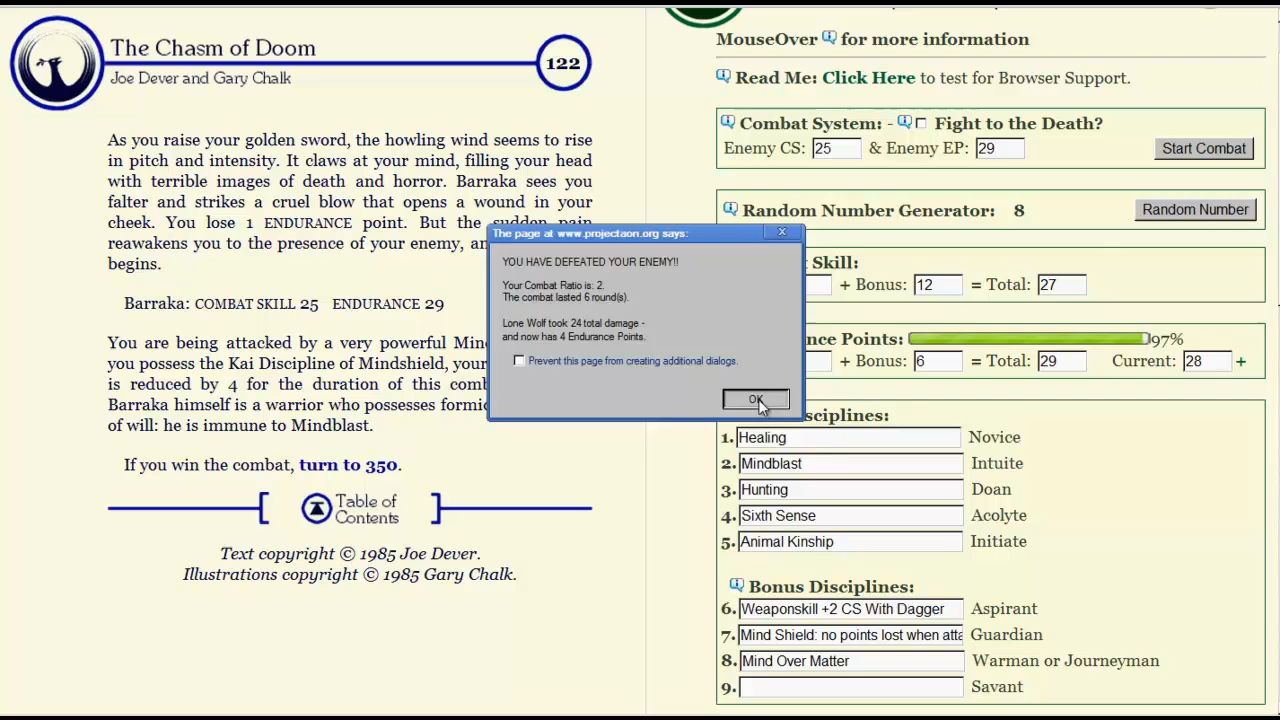 The Chasm of Doom
Joe Dever and Gary Chalk
122
As you raise your golden sword, the howling wind seems to rise
in pitch and intensity. It claws at your mind, filling your head
with terrible images of death and horror. Barraka sees you
falter and strikes a cruel blow that opens a wound in your
cheek. You lose 1 ENDURANCE point. But the sudden pain
reawakens you to the presence of your enemy, an
begins.
Barraka: COMBAT SKILL 25 ENDURANCE 29
You are being attacked by a very powerful Min
you possess the Kai Discipline of Mindshield, your
is reduced by 4 for the duration of this comb
Barraka himself is a warrior who possesses formic
of will: he is immune to Mindblast.
If you win the combat, turn to 350.
Table of
Contents
Text copyright © 1985 Joe Dever.
Illustrations copyright © 1985 Gary Chalk.
MouseOver for more information
Read Me: Click Here to test for Browser Support.
Combat System: - Fight to the Death?
Enemy CS: 25 & Enemy EP: 29 Start Combat
Random Number Generator: 8 Random Number
Skill:
+ Bonus: 12 = Total: 27
nce Points: 97%
+ Bonus: 6 = Total: 29 Current: 28 +
sciplines:
1. Healing Novice
2. Mindblast Intuite
3. Hunting Doan
4. Sixth Sense Acolyte
5. Animal Kinship Initiate
Bonus Disciplines:
6. Weaponskill +2 CS With Dagger Aspirant
7. Mind Shield: no points lost when atta Guardian
8. Mind Over Matter Warman or Journeyman
9. Savant
The page at www.projectaon.org says:
YOU HAVE DEFEATED YOUR ENEMY!!
Your Combat Ratio is: 2.
The combat lasted 6 round(s).
Lone Wolf took 24 total damage -
and now has 4 Endurance Points.
Prevent this page from creating additional dialogs.
OK